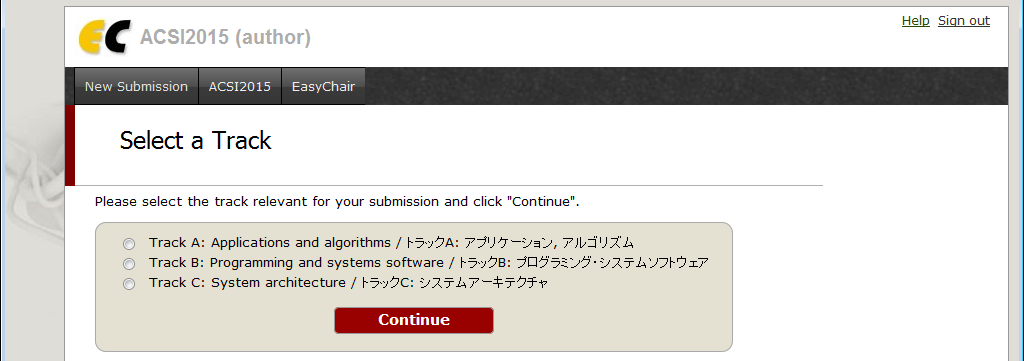 Help Sign out
EC ACSI2015 (author)
New Submission ACSI2015 EasyChair
Select a Track
Please select the track relevant for your submission and click "Continue".
Track A: Applications and algorithms / トラックA: アプリケーション, アルゴリズム
Track B: Programming and systems software / トラックB: プログラミング・システムソフトウェア
Track C: System architecture / トラックC: システムアーキテクチャ
Continue